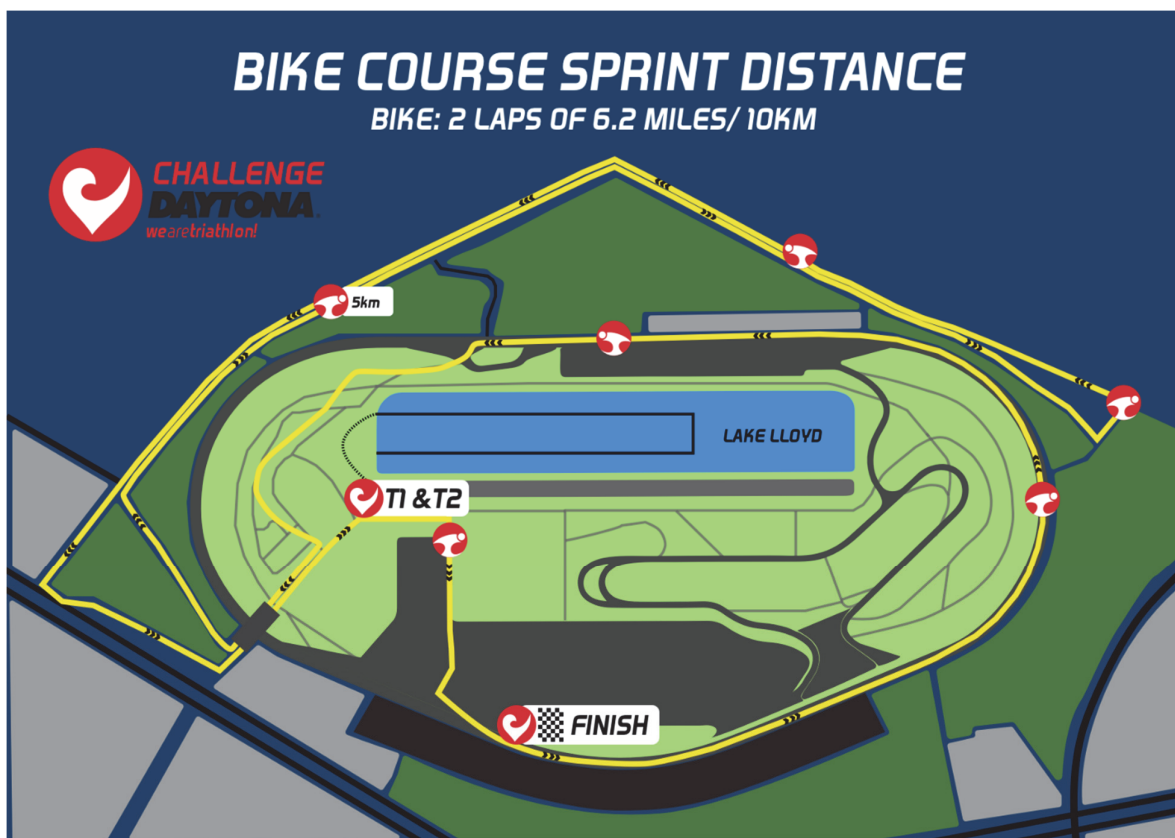 BIKE COURSE SPRINT DISTANCE
BIKE: 2 LAPS OF 6.2 MILES/ 10KM
CHALLENGE
DAYTONA®
wearetriathlon!
5km
LAKE LLOYD
T1 & T2
FINISH